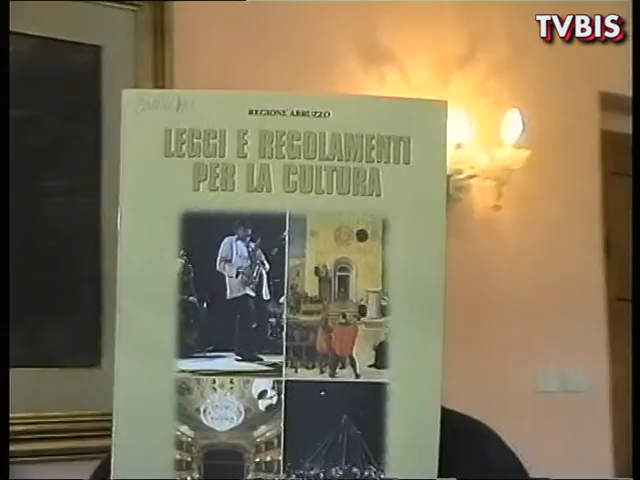 TVBIS
REGIONE ABRUZZO
LEGGI E REGOLAMENTI
PER LA CULTURA